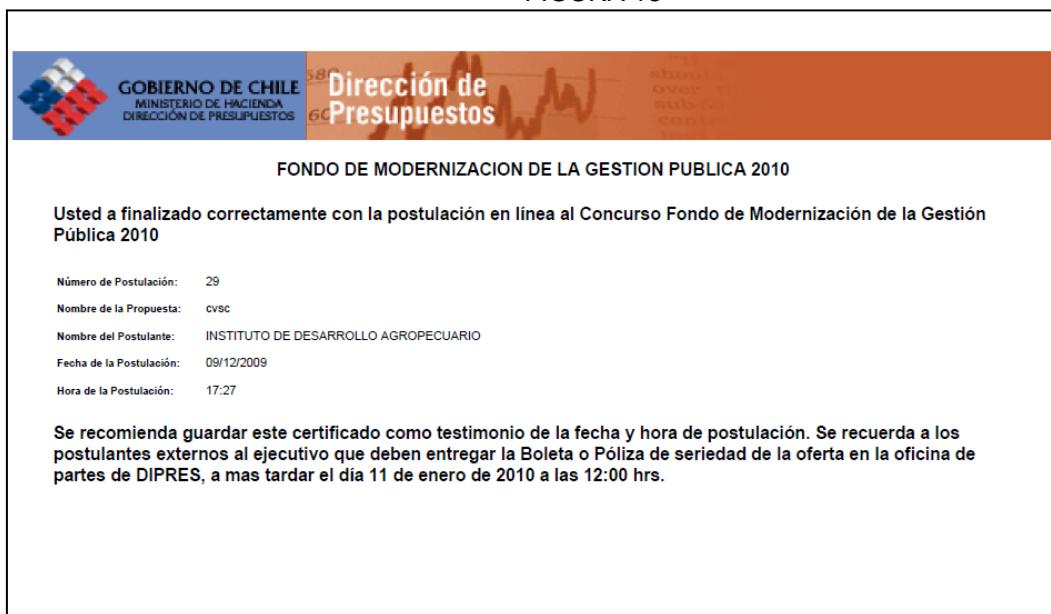 GOBIERNO DE CHILE
MINISTERIO DE HACIENDA
DIRECCIÓN DE PRESUPUESTOS
Dirección de
Presupuestos
FONDO DE MODERNIZACION DE LA GESTION PUBLICA 2010
Usted a finalizado correctamente con la postulación en línea al Concurso Fondo de Modernización de la Gestión
Pública 2010
Número de Postulación: 29
Nombre de la Propuesta: cvsc
Nombre del Postulante: INSTITUTO DE DESARROLLO AGROPECUARIO
Fecha de la Postulación: 09/12/2009
Hora de la Postulación: 17:27
Se recomienda guardar este certificado como testimonio de la fecha y hora de postulación. Se recuerda a los
postulantes externos al ejecutivo que deben entregar la Boleta o Póliza de seriedad de la oferta en la oficina de
partes de DIPRES, a mas tardar el día 11 de enero de 2010 a las 12:00 hrs.